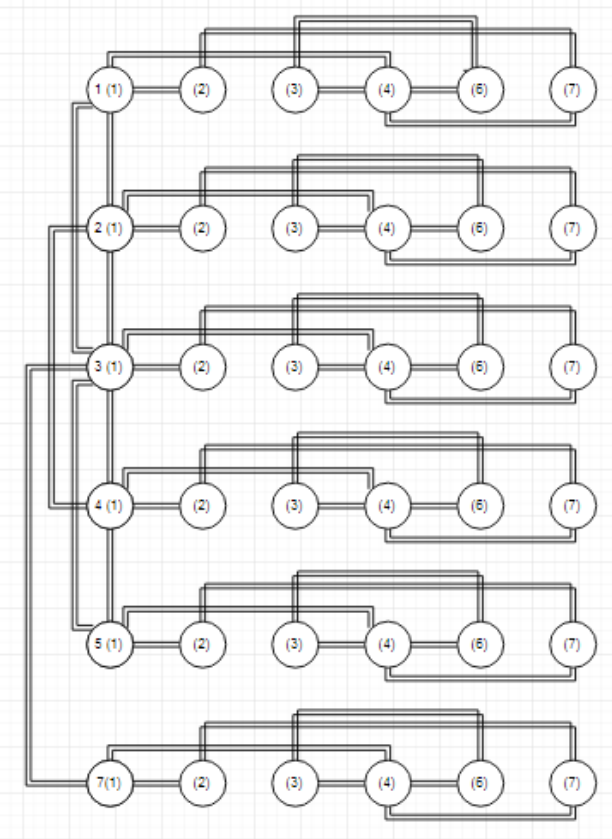 1 (1) (2) (3) (4) (6) (7)
2 (1) (2) (3) (4) (6) (7)
3 (1) (2) (3) (4) (6) (7)
4 (1) (2) (3) (4) (6) (7)
5 (1) (2) (3) (4) (6) (7)
7(1) (2) (3) (4) (6) (7)